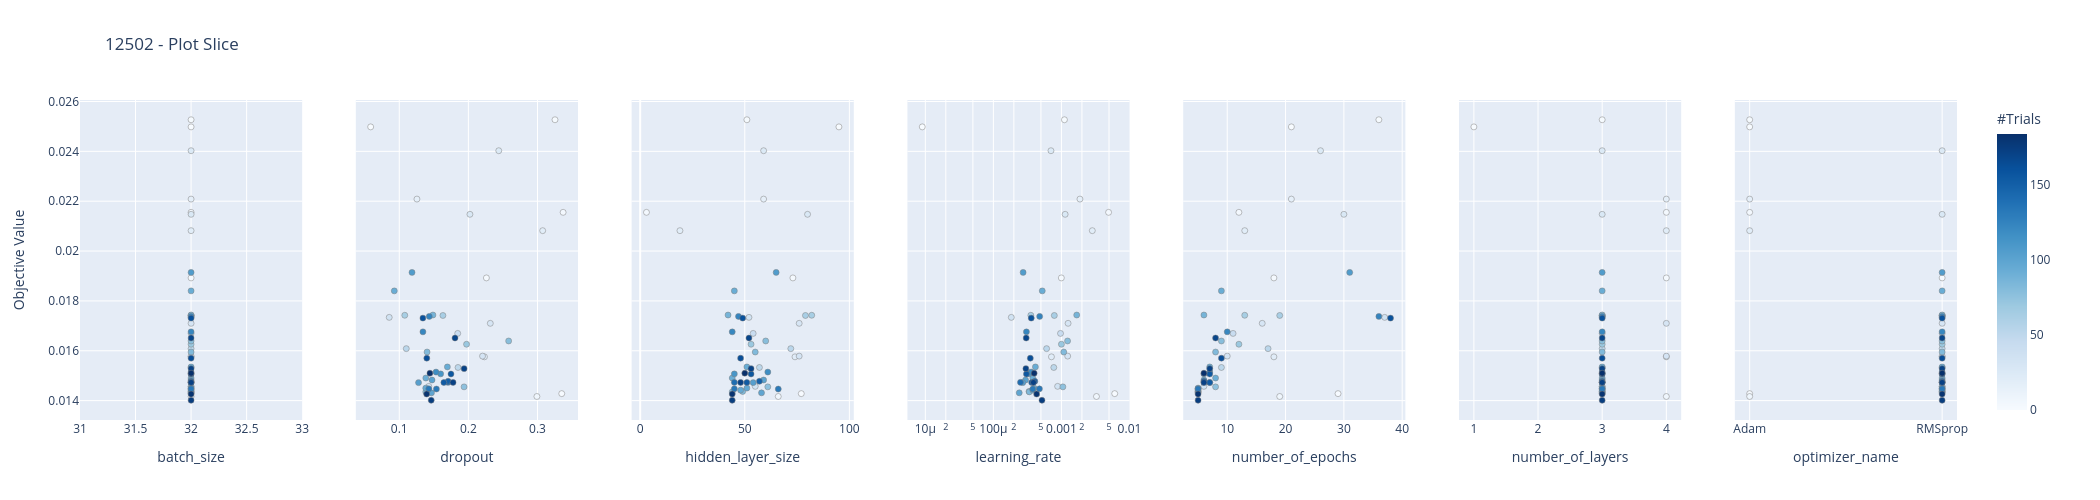 12502 - Plot Slice
Objective Value
0.026
0.024
0.022
0.02
0.018
0.016
0.014
31 31.5 32 32.5 33
batch_size
0.1 0.2 0.3
dropout
0 50 100
hidden_layer_size
10μ 2 5 100μ 2 5 0.001 2 5 0.01
learning_rate
10 20 30 40
number_of_epochs
1 2 3 4
number_of_layers
Adam RMSprop
optimizer_name
#Trials
150
100
50
0